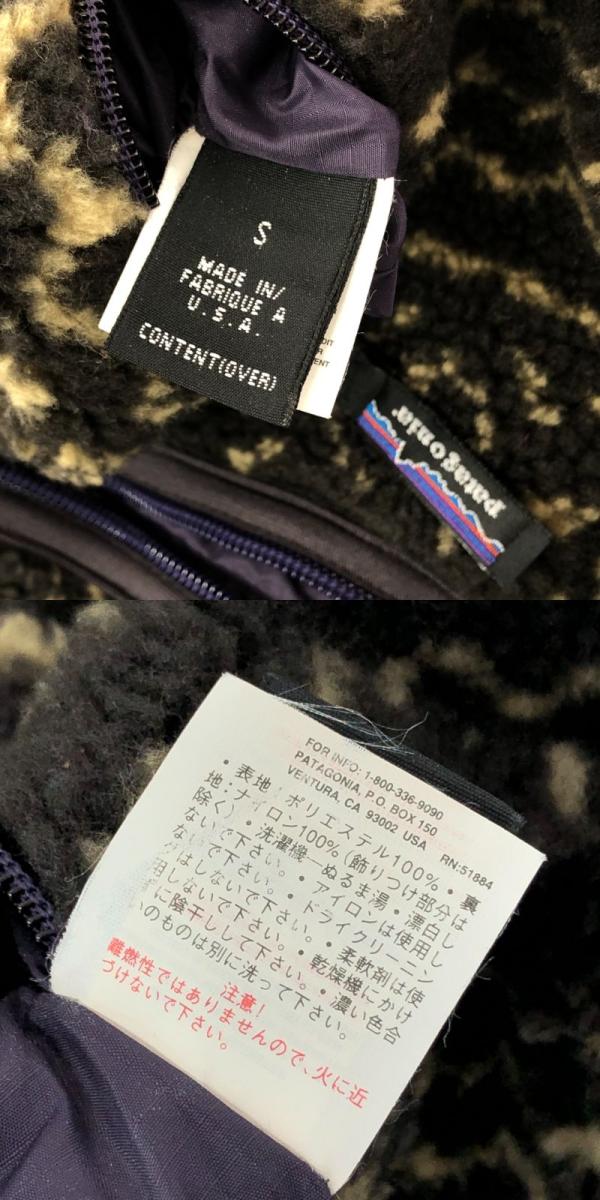 S
MADE IN/
FABRIQUE A
U.S.A.
CONTENT(OVER)
patagonia
FOR INFO: 1-800-336-9090
PATAGONIA, P.O. BOX 150
VENTURA, CA 93002 USA RN:51884
• 表地:ポリエステル100% • 裏
地:ナイロン100% (飾りつけ部分は
除く) • 洗濯機—ぬるま湯 • 漂白し
ないで下さい。 • アイロンは使用し
ないで下さい。 • ドライクリーニン
グはしないで下さい。 • 柔軟剤は使
用しないで下さい。 • 乾燥機にかけ
に陰干しして下さい。 • 濃い色合
いのものは別に洗って下さい。
注意!
難燃性ではありませんので、火に近
づけないで下さい。